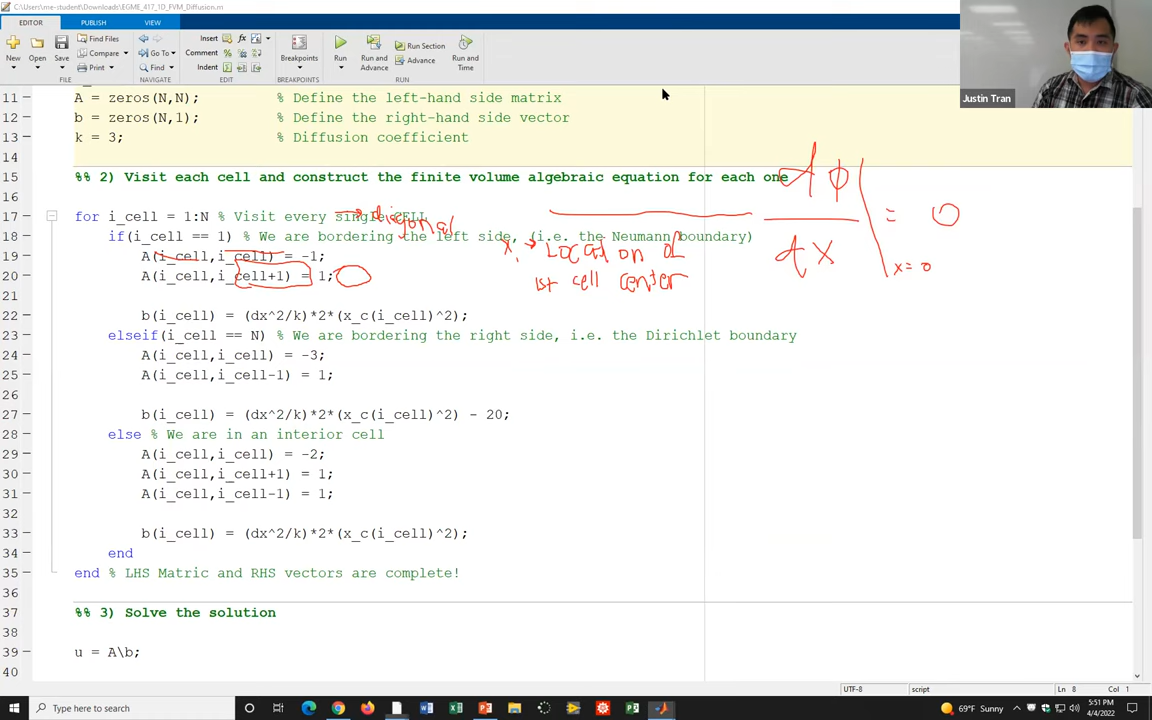 C:\Users\me-student\Downloads\EGME_417_1D_FVM_Diffusion.m
EDITOR PUBLISH VIEW
New Open Save Find Files Compare Print Go To Find Insert Comment Indent fx Breakpoints Run Run and Advance Run Section Advance Run and Time
FILE NAVIGATE EDIT BREAKPOINTS RUN
Justin Tran
11 A = zeros(N,N); % Define the left-hand side matrix
12 b = zeros(N,1); % Define the right-hand side vector
13 k = 3; % Diffusion coefficient
14
15 %% 2) Visit each cell and construct the finite volume algebraic equation for each one
16
17 for i_cell = 1:N % Visit every single CELL
→ diagonal
18 if(i_cell == 1) % We are bordering the left side, (i.e. the Neumann boundary)
19 A(i_cell,i_cell) = -1;
20 A(i_cell,i_cell+1) = 1;
x₁ → Location of
1st cell center
dφ/dx|x=0 = 0
21
22 b(i_cell) = (dx^2/k)*2*(x_c(i_cell)^2);
23 elseif(i_cell == N) % We are bordering the right side, i.e. the Dirichlet boundary
24 A(i_cell,i_cell) = -3;
25 A(i_cell,i_cell-1) = 1;
26
27 b(i_cell) = (dx^2/k)*2*(x_c(i_cell)^2) - 20;
28 else % We are in an interior cell
29 A(i_cell,i_cell) = -2;
30 A(i_cell,i_cell+1) = 1;
31 A(i_cell,i_cell-1) = 1;
32
33 b(i_cell) = (dx^2/k)*2*(x_c(i_cell)^2);
34 end
35 end % LHS Matric and RHS vectors are complete!
36
37 %% 3) Solve the solution
38
39 u = A\b;
40
UTF-8 script Ln 8 Col 1
Type here to search
69°F Sunny
5:51 PM
4/4/2022